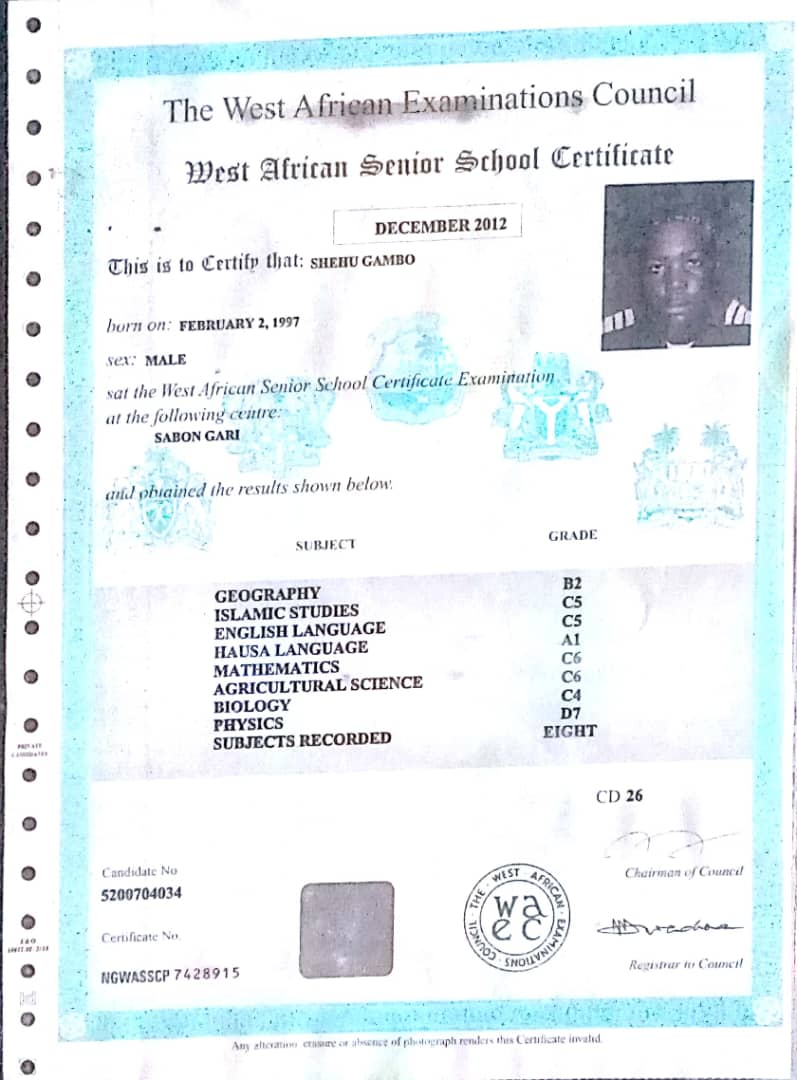 The West African Examinations Council
West African Senior School Certificate
DECEMBER 2012
This is to Certify that: SHEHU GAMBO
born on: FEBRUARY 2, 1997
sex: MALE
sat the West African Senior School Certificate Examination
at the following centre:
SABON GARI
and obtained the results shown below.
SUBJECT GRADE
GEOGRAPHY B2
ISLAMIC STUDIES C5
ENGLISH LANGUAGE C5
HAUSA LANGUAGE A1
MATHEMATICS C6
AGRICULTURAL SCIENCE C6
BIOLOGY C4
PHYSICS D7
SUBJECTS RECORDED EIGHT
PRIVATE
CANDIDATES
CD 26
Chairman of Council
Candidate No
5200704034
THE · WEST AFRICAN · EXAMINATIONS COUNCIL ·
wa
ec
Certificate No.
NGWASSCP 7428915
Registrar to Council
Any alteration erasure or absence of photograph renders this Certificate invalid.